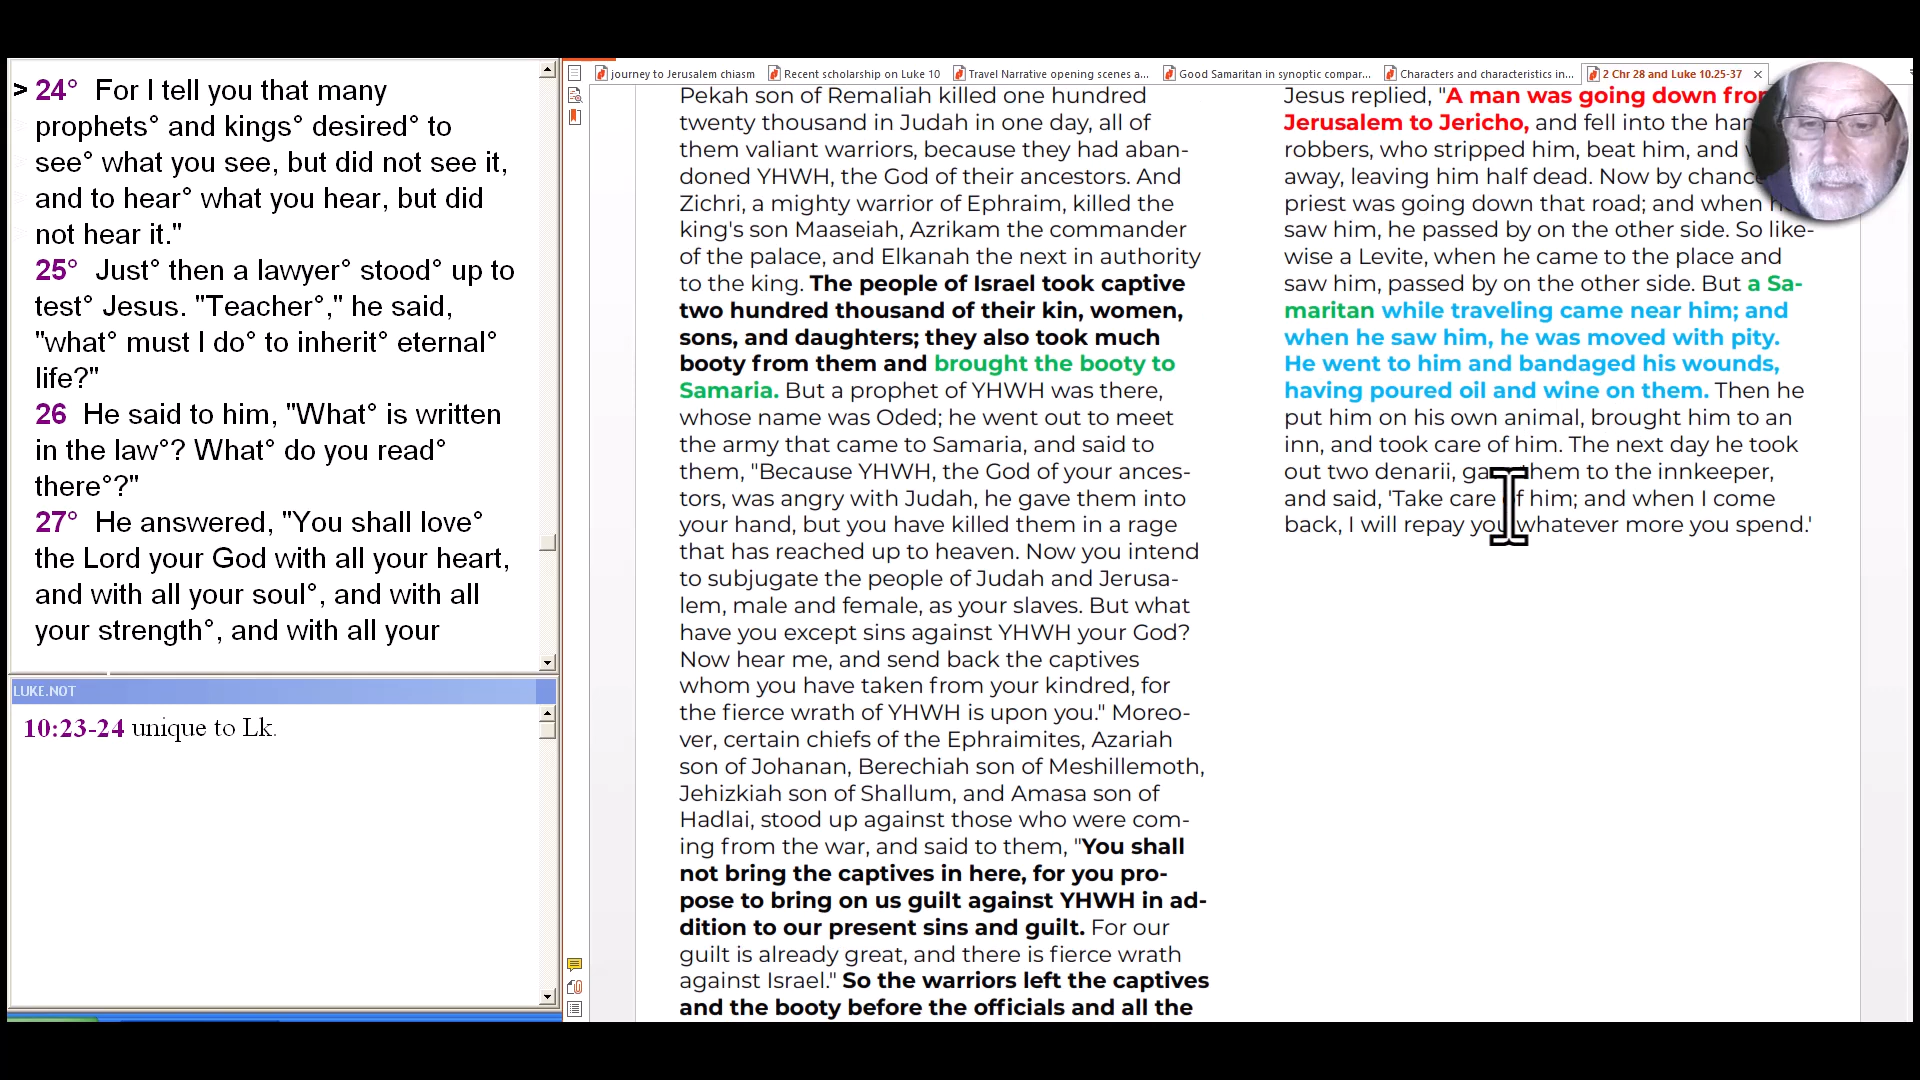 > 24° For I tell you that many
prophets° and kings° desired° to
see° what you see, but did not see it,
and to hear° what you hear, but did
not hear it."
25° Just° then a lawyer° stood° up to
test° Jesus. "Teacher°," he said,
"what° must I do° to inherit° eternal°
life?"
26 He said to him, "What° is written
in the law°? What° do you read°
there°?"
27° He answered, "You shall love°
the Lord your God with all your heart,
and with all your soul°, and with all
your strength°, and with all your
LUKE.NOT
10:23-24 unique to Lk.
journey to Jerusalem chiasm
Recent scholarship on Luke 10
Travel Narrative opening scenes a...
Good Samaritan in synoptic compar...
Characters and characteristics in...
2 Chr 28 and Luke 10.25-37
Pekah son of Remaliah killed one hundred
twenty thousand in Judah in one day, all of
them valiant warriors, because they had aban-
doned YHWH, the God of their ancestors. And
Zichri, a mighty warrior of Ephraim, killed the
king's son Maaseiah, Azrikam the commander
of the palace, and Elkanah the next in authority
to the king. The people of Israel took captive
two hundred thousand of their kin, women,
sons, and daughters; they also took much
booty from them and brought the booty to
Samaria. But a prophet of YHWH was there,
whose name was Oded; he went out to meet
the army that came to Samaria, and said to
them, "Because YHWH, the God of your ances-
tors, was angry with Judah, he gave them into
your hand, but you have killed them in a rage
that has reached up to heaven. Now you intend
to subjugate the people of Judah and Jerusa-
lem, male and female, as your slaves. But what
have you except sins against YHWH your God?
Now hear me, and send back the captives
whom you have taken from your kindred, for
the fierce wrath of YHWH is upon you." Moreo-
ver, certain chiefs of the Ephraimites, Azariah
son of Johanan, Berechiah son of Meshillemoth,
Jehizkiah son of Shallum, and Amasa son of
Hadlai, stood up against those who were com-
ing from the war, and said to them, "You shall
not bring the captives in here, for you pro-
pose to bring on us guilt against YHWH in ad-
dition to our present sins and guilt. For our
guilt is already great, and there is fierce wrath
against Israel." So the warriors left the captives
and the booty before the officials and all the
Jesus replied, "A man was going down
Jerusalem to Jericho, and fell into the
robbers, who stripped him, beat him, and
away, leaving him half dead. Now by chance
priest was going down that road; and when
saw him, he passed by on the other side. So like-
wise a Levite, when he came to the place and
saw him, passed by on the other side. But a Sa-
maritan while traveling came near him; and
when he saw him, he was moved with pity.
He went to him and bandaged his wounds,
having poured oil and wine on them. Then he
put him on his own animal, brought him to an
inn, and took care of him. The next day he took
out two denarii, gave them to the innkeeper,
and said, 'Take care of him; and when I come
back, I will repay you whatever more you spend.'